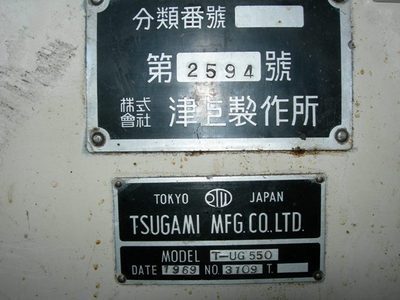 分類番號
第 2594 號
株式會社 津上製作所
TOKYO JAPAN
TSUGAMI MFG.CO.,LTD.
MODEL T-UG 550
DATE 1969 NO. 3109 T.